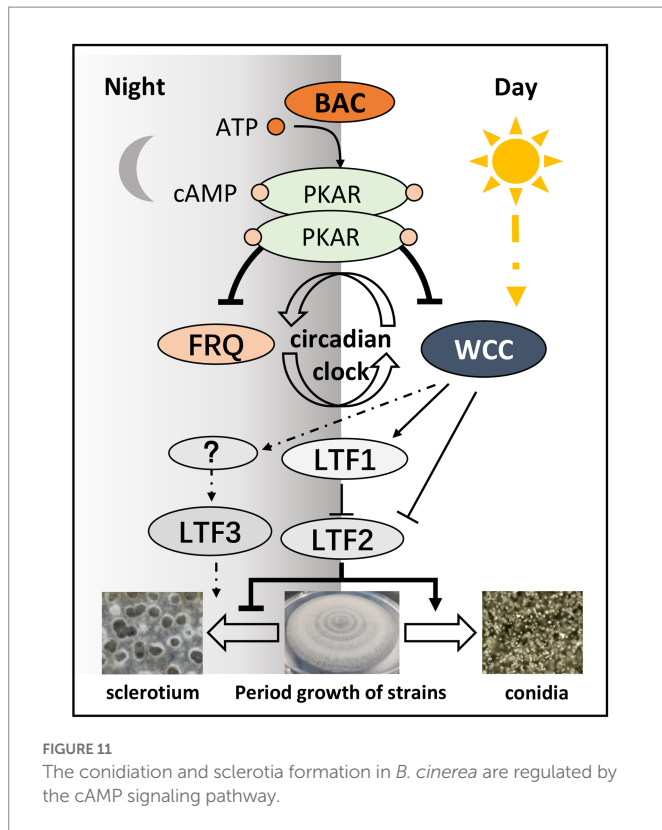 Night
Day
BAC
ATP
cAMP
PKAR
PKAR
FRQ
circadian
clock
WCC
?
LTF1
LTF3
LTF2
sclerotium
Period growth of strains
conidia
FIGURE 11
The conidiation and sclerotia formation in B. cinerea are regulated by
the cAMP signaling pathway.